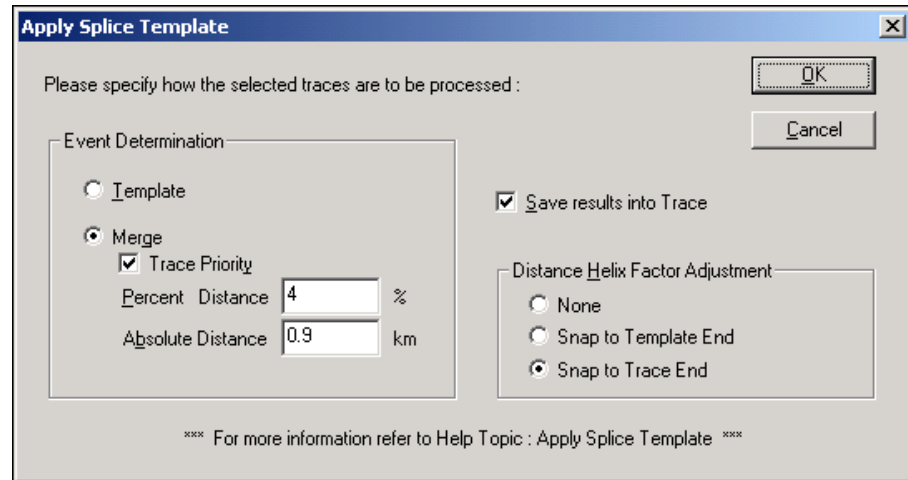 Apply Splice Template
Please specify how the selected traces are to be processed :
OK
Cancel
Event Determination
Template
Merge
Trace Priority
Percent Distance 4 %
Absolute Distance 0.9 km
Save results into Trace
Distance Helix Factor Adjustment
None
Snap to Template End
Snap to Trace End
*** For more information refer to Help Topic : Apply Splice Template ***